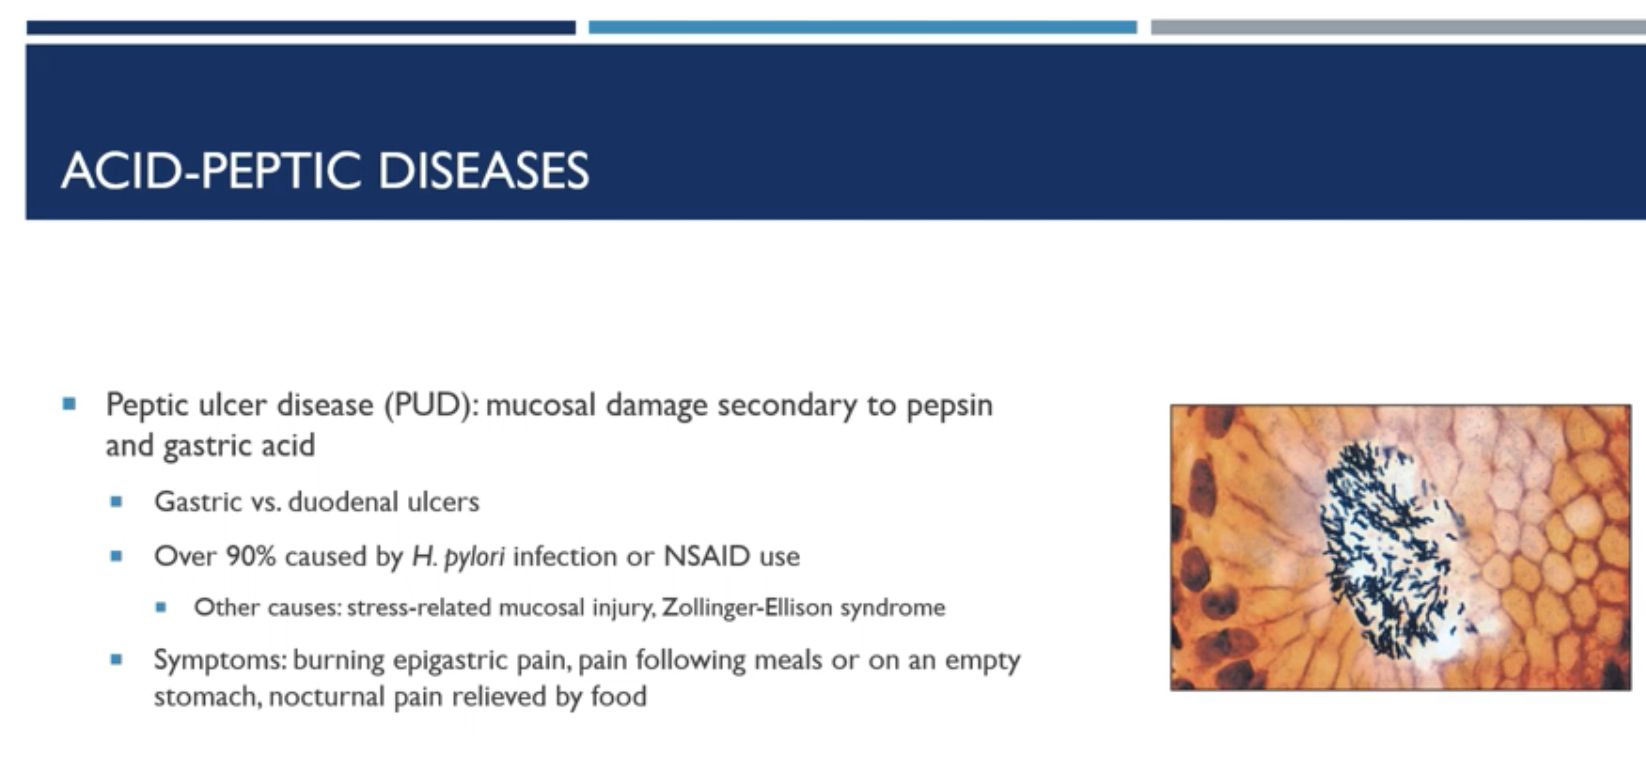 ACID-PEPTIC DISEASES
Peptic ulcer disease (PUD): mucosal damage secondary to pepsin
and gastric acid
Gastric vs. duodenal ulcers
Over 90% caused by H. pylori infection or NSAID use
Other causes: stress-related mucosal injury, Zollinger-Ellison syndrome
Symptoms: burning epigastric pain, pain following meals or on an empty
stomach, nocturnal pain relieved by food